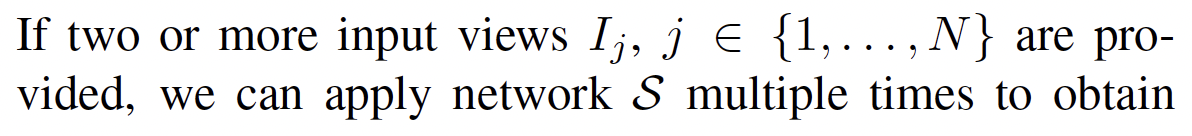 If two or more input views I_j, j ∈ {1, . . . , N} are pro-
vided, we can apply network 𝒮 multiple times to obtain